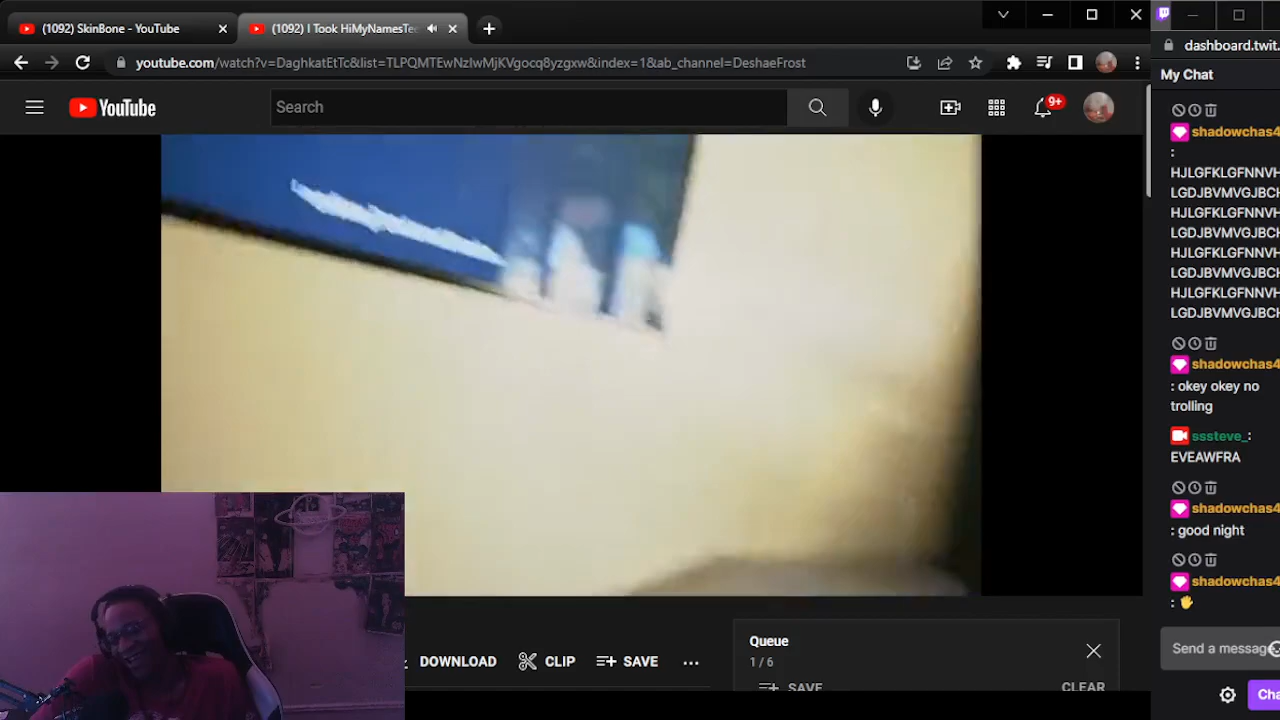 (1092) SkinBone - YouTube
(1092) I Took HiMyNamesTee
youtube.com/watch?v=DaghkatEtTc&list=TLPQMTEwNzIwMjKVgocq8yzgxw&index=1&ab_channel=DeshaeFrost
dashboard.twit
My Chat
YouTube
Search
9+
shadowchas4
:
HJLGFKLGFNNVH
LGDJBVMVGJBCH
HJLGFKLGFNNVH
LGDJBVMVGJBCH
HJLGFKLGFNNVH
LGDJBVMVGJBCH
HJLGFKLGFNNVH
LGDJBVMVGJBCH
shadowchas4
: okey okey no
trolling
ssteve_:
EVEAWFRA
shadowchas4
: good night
shadowchas4
: ✋
Send a message
Cha
DOWNLOAD
CLIP
SAVE
Queue
1 / 6
SAVE
CLEAR